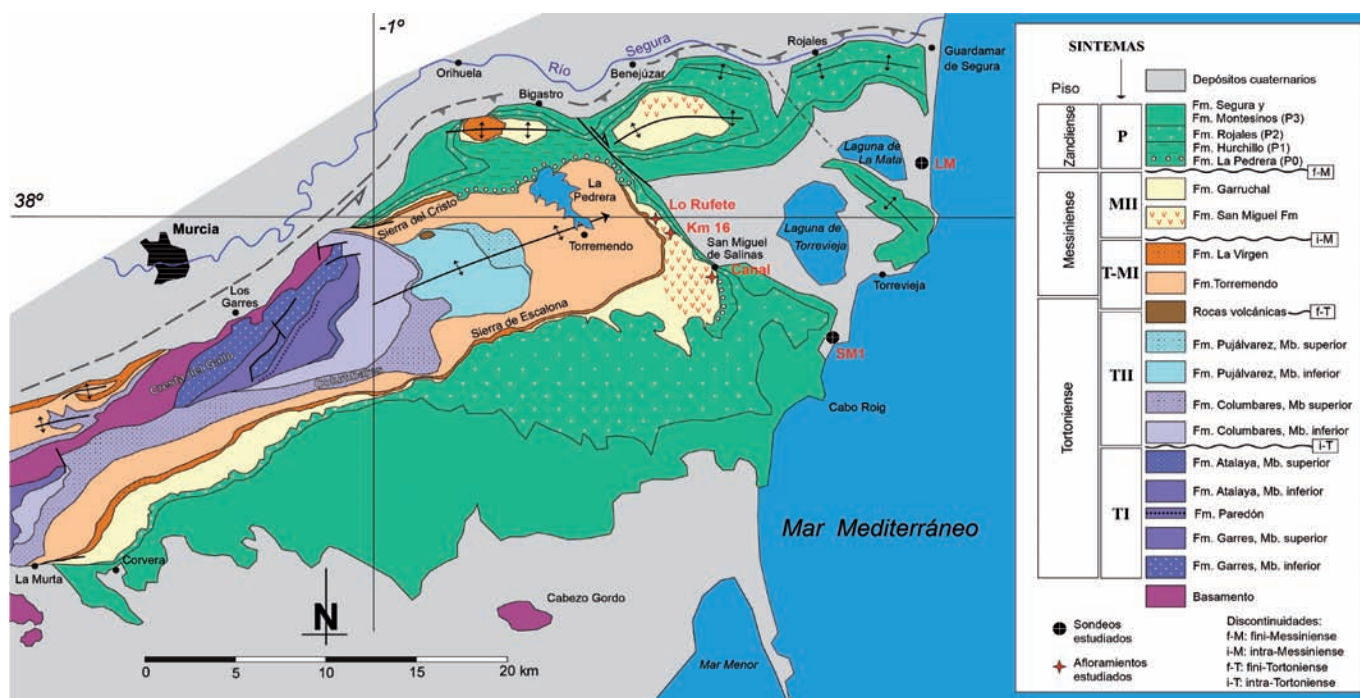 -1º
Segura
Río
Orihuela
Benejúzar
Rojales
Guardamar
de Segura
Bigastro
Laguna de
La Mata
LM
38º
Murcia
Sierra del Cristo
La
Pedrera
Torremendo
Lo Rufete
Km 16
San Miguel
de Salinas
Canal
Laguna de
Torrevieja
Torrevieja
Los
Garres
Cresta del Gallo
Columbares
Sierra de Escalona
SM1
Cabo Roig
Mar Mediterráneo
La Murta
Corvera
N
Cabezo Gordo
Mar Menor
0 5 10 15 20 km
SINTEMAS
Piso
Depósitos cuaternarios
Zancliense
P
Fm. Segura y
Fm. Montesinos (P3)
Fm. Rojales (P2)
Fm. Hurchillo (P1)
Fm. La Pedrera (P0)
f-M
Messiniense
MII
Fm. Garruchal
Fm. San Miguel Fm
i-M
T-MI
Fm. La Virgen
Fm.Torremendo
Rocas volcánicas
f-T
Tortoniense
TII
Fm. Pujálvarez, Mb. superior
Fm. Pujálvarez, Mb. inferior
Fm. Columbares, Mb superior
Fm. Columbares, Mb. inferior
i-T
TI
Fm. Atalaya, Mb. superior
Fm. Atalaya, Mb. inferior
Fm. Paredón
Fm. Garres, Mb. superior
Fm. Garres, Mb. inferior
Basamento
Sondeos
estudiados
Afloramientos
estudiados
Discontinuidades:
f-M: fini-Messiniense
i-M: intra-Messiniense
f-T: fini-Tortoniense
i-T: intra-Tortoniense